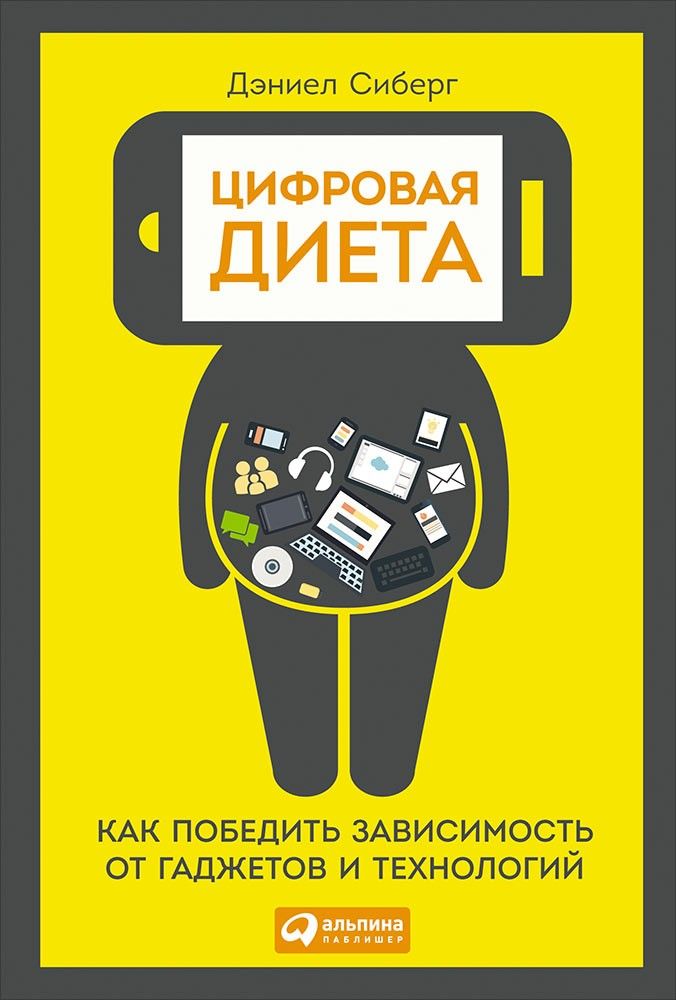 Дэниел Сиберг
ЦИФРОВАЯ
ДИЕТА
КАК ПОБЕДИТЬ ЗАВИСИМОСТЬ
ОТ ГАДЖЕТОВ И ТЕХНОЛОГИЙ
альпина
ПАБЛИШЕР